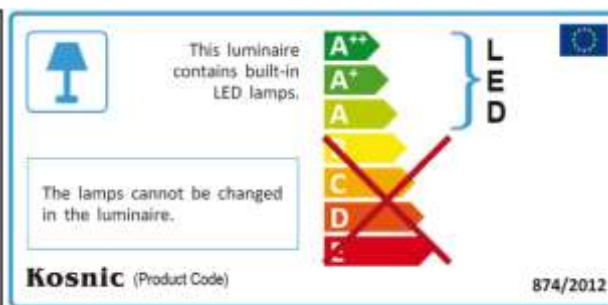 This luminaire
contains built-in
LED lamps.
A++
A+
A
B
C
D
E
L
E
D
The lamps cannot be changed
in the luminaire.
Kosnic (Product Code)
874/2012